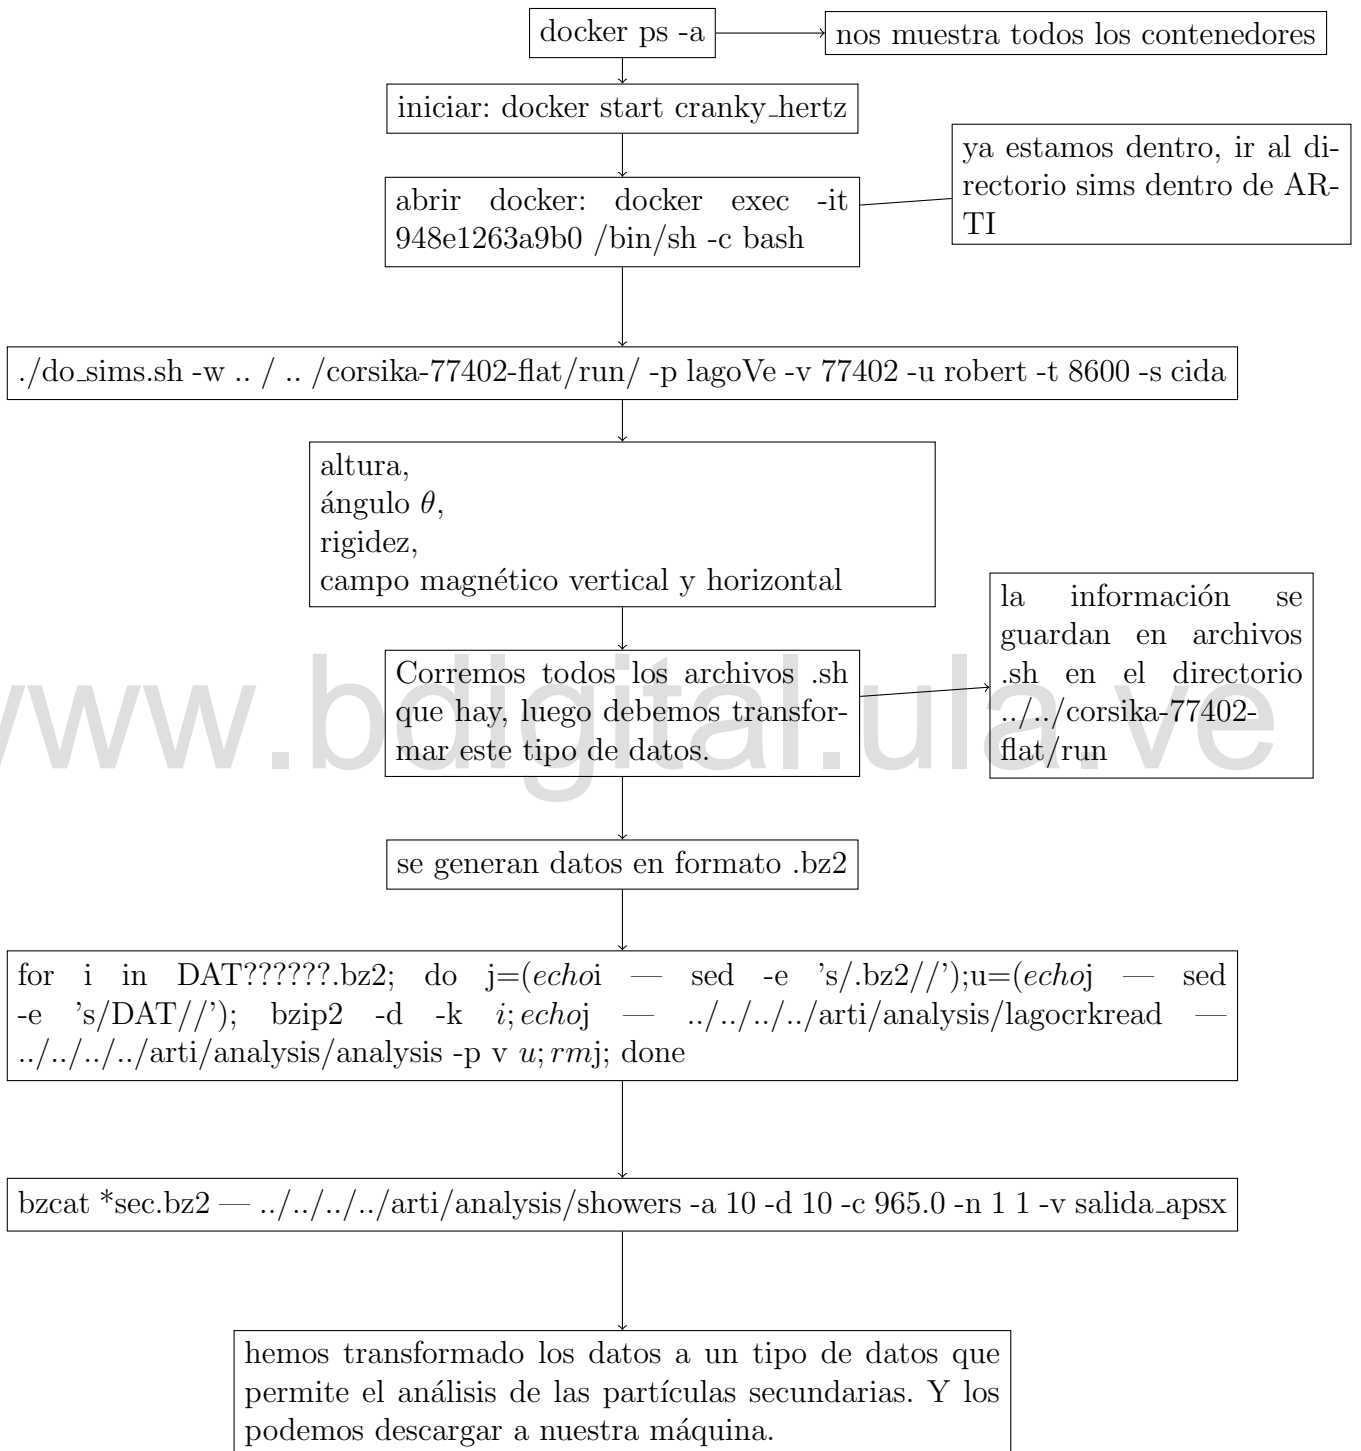 docker ps -a
nos muestra todos los contenedores
iniciar: docker start cranky_hertz
ya estamos dentro, ir al di-
rectorio sims dentro de AR-
TI
abrir docker: docker exec -it
948e1263a9b0 /bin/sh -c bash
./do_sims.sh -w .. / .. /corsika-77402-flat/run/ -p lagoVe -v 77402 -u robert -t 8600 -s cida
altura,
ángulo θ,
rigidez,
campo magnético vertical y horizontal
la información se
guardan en archivos
.sh en el directorio
../../corsika-77402-
flat/run
Corremos todos los archivos .sh
que hay, luego debemos transfor-
mar este tipo de datos.
www.bdigital.ula.ve
se generan datos en formato .bz2
for i in DAT??????.bz2; do j=(echoi — sed -e 's/.bz2//');u=(echoj — sed
-e 's/DAT//'); bzip2 -d -k i; echoj — ../../../../arti/analysis/lagocrkread —
../../../../arti/analysis/analysis -p v u; rmj; done
bzcat *sec.bz2 — ../../../../arti/analysis/showers -a 10 -d 10 -c 965.0 -n 1 1 -v salida_apsx
hemos transformado los datos a un tipo de datos que
permite el análisis de las partículas secundarias. Y los
podemos descargar a nuestra máquina.